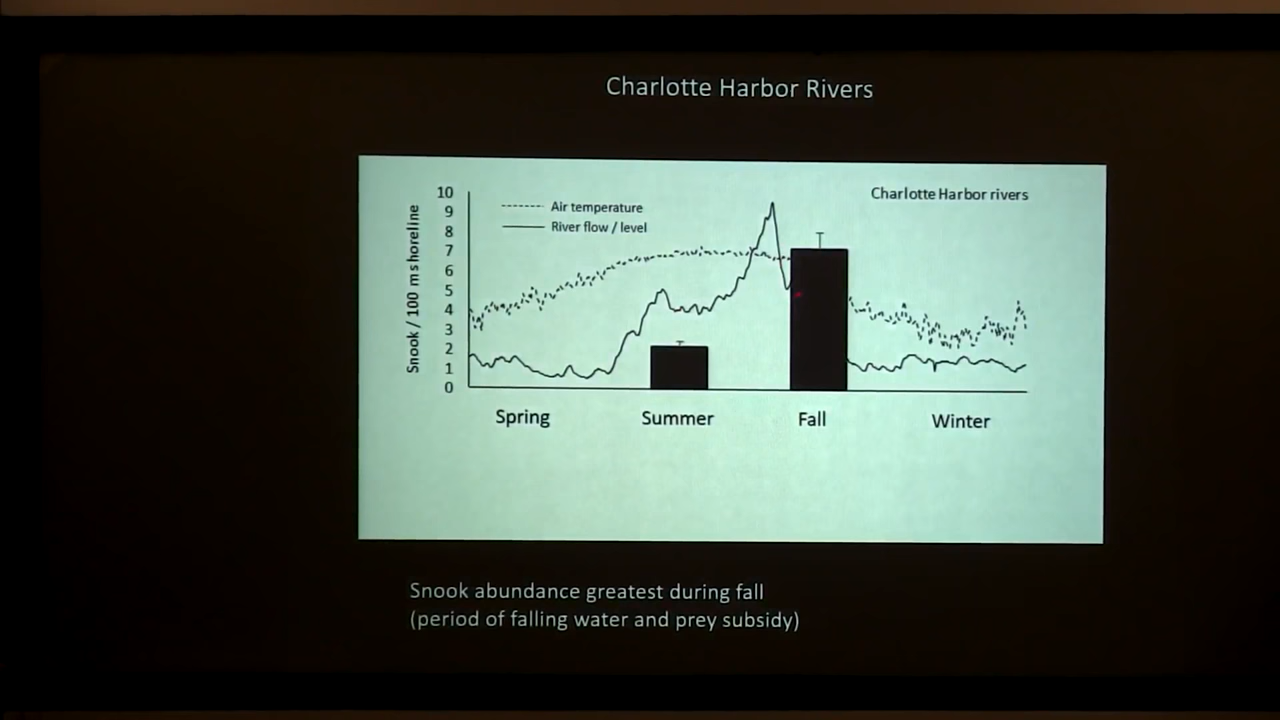 Charlotte Harbor Rivers
Charlotte Harbor rivers
Air temperature
River flow / level
Snook / 100 m shoreline
10
9
8
7
6
5
4
3
2
1
0
Spring Summer Fall Winter
Snook abundance greatest during fall
(period of falling water and prey subsidy)